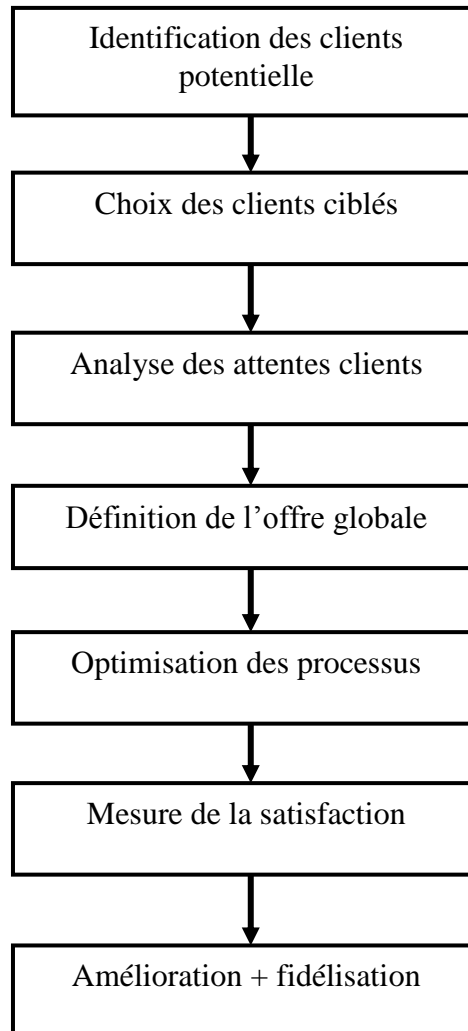 Identification des clients
potentielle
Choix des clients ciblés
Analyse des attentes clients
Définition de l’offre globale
Optimisation des processus
Mesure de la satisfaction
Amélioration + fidélisation